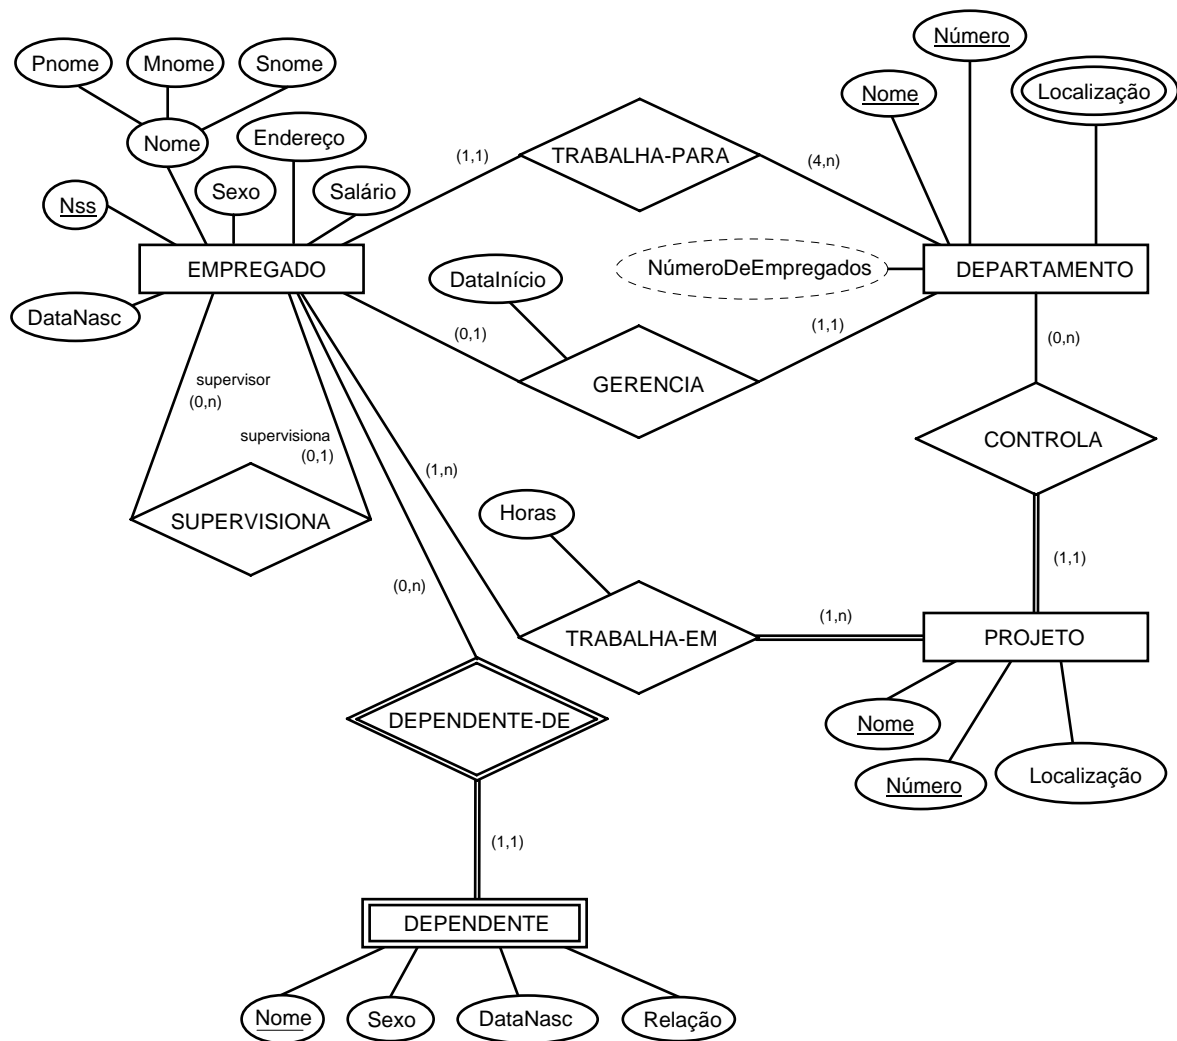 Número
Pnome
Mnome
Snome
Nome
Localização
Nome
Endereço
(1,1)
TRABALHA-PARA
(4,n)
Sexo
Salário
Nss
EMPREGADO
NúmeroDeEmpregados
DEPARTAMENTO
DataInício
DataNasc
(0,1)
(1,1)
(0,n)
supervisor
(0,n)
GERENCIA
supervisiona
(0,1)
CONTROLA
(1,n)
SUPERVISIONA
Horas
(1,1)
(0,n)
(1,n)
TRABALHA-EM
PROJETO
DEPENDENTE-DE
Nome
Número
Localização
(1,1)
DEPENDENTE
Nome
Sexo
DataNasc
Relação